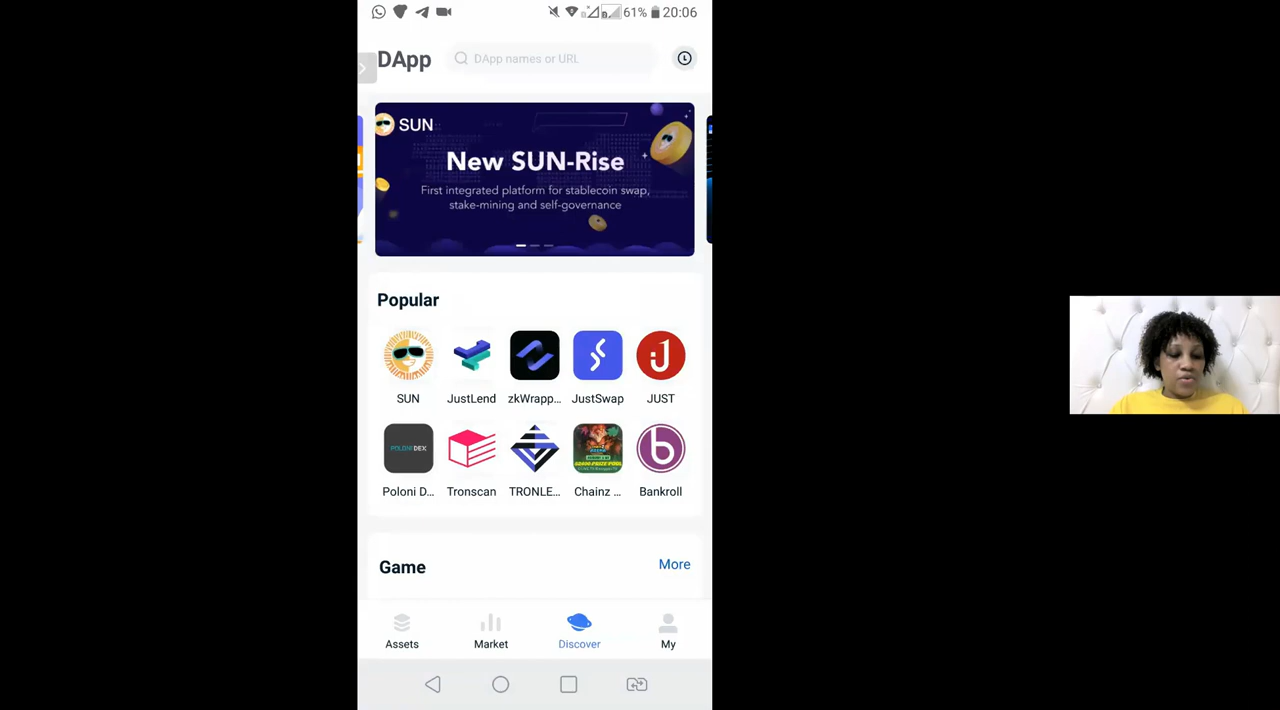 61% 20:06
DApp
DApp names or URL
SUN
New SUN-Rise
First integrated platform for stablecoin swap,
stake-mining and self-governance
Popular
SUN JustLend zkWrapp... JustSwap JUST
POLONI DEX
Poloni D... Tronscan TRONLE... Chainz ... Bankroll
Game More
Assets Market Discover My